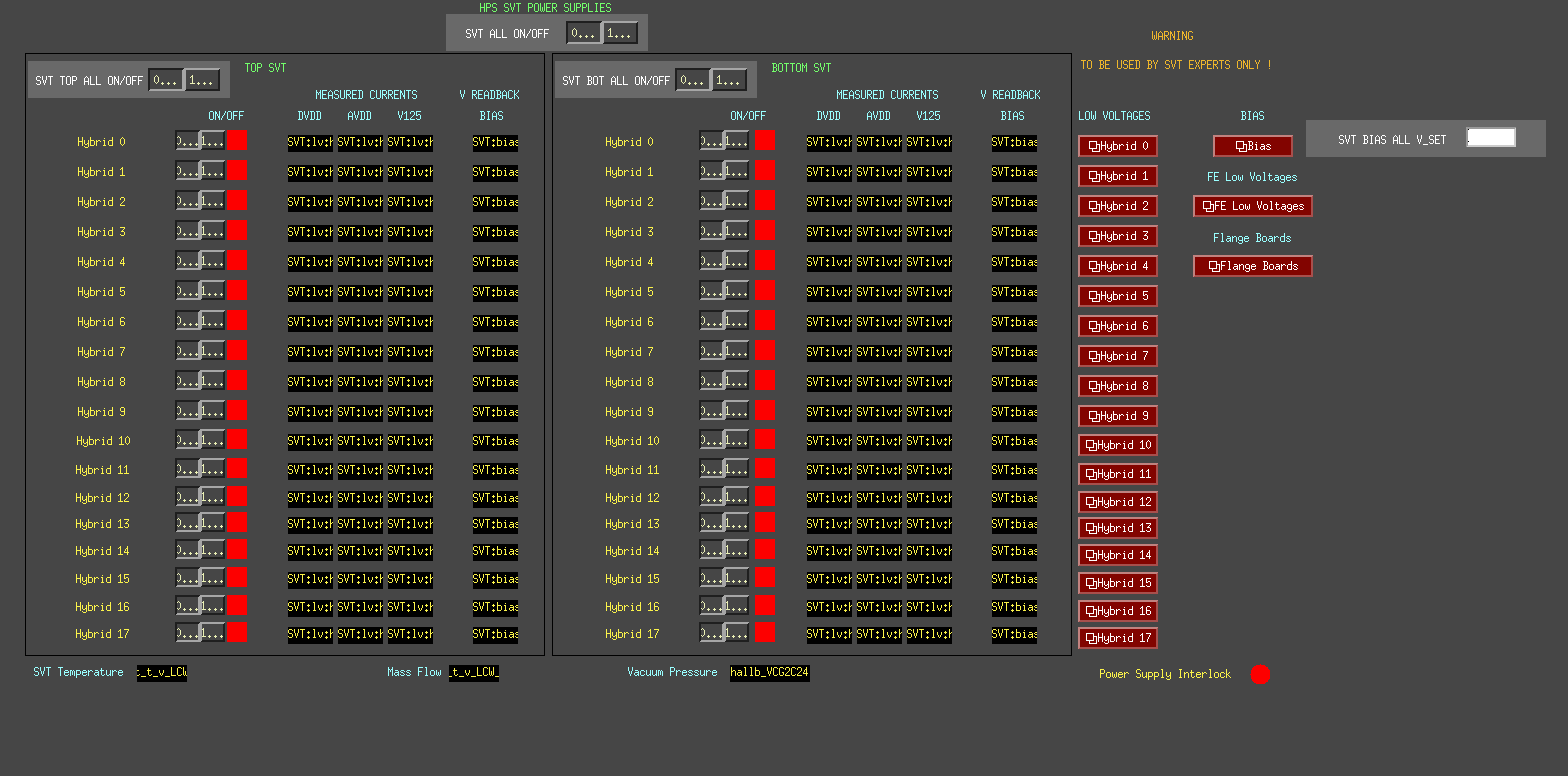 HPS SVT POWER SUPPLIES
SVT ALL ON/OFF 0... 1...
WARNING
TO BE USED BY SVT EXPERTS ONLY !
SVT TOP ALL ON/OFF 0... 1... TOP SVT
MEASURED CURRENTS V READBACK
ON/OFF DVDD AVDD V125 BIAS
Hybrid 0 0...1... SVT:lv:h SVT:lv:h SVT:lv:h SVT:bias
Hybrid 1 0...1... SVT:lv:h SVT:lv:h SVT:lv:h SVT:bias
Hybrid 2 0...1... SVT:lv:h SVT:lv:h SVT:lv:h SVT:bias
Hybrid 3 0...1... SVT:lv:h SVT:lv:h SVT:lv:h SVT:bias
Hybrid 4 0...1... SVT:lv:h SVT:lv:h SVT:lv:h SVT:bias
Hybrid 5 0...1... SVT:lv:h SVT:lv:h SVT:lv:h SVT:bias
Hybrid 6 0...1... SVT:lv:h SVT:lv:h SVT:lv:h SVT:bias
Hybrid 7 0...1... SVT:lv:h SVT:lv:h SVT:lv:h SVT:bias
Hybrid 8 0...1... SVT:lv:h SVT:lv:h SVT:lv:h SVT:bias
Hybrid 9 0...1... SVT:lv:h SVT:lv:h SVT:lv:h SVT:bias
Hybrid 10 0...1... SVT:lv:h SVT:lv:h SVT:lv:h SVT:bias
Hybrid 11 0...1... SVT:lv:h SVT:lv:h SVT:lv:h SVT:bias
Hybrid 12 0...1... SVT:lv:h SVT:lv:h SVT:lv:h SVT:bias
Hybrid 13 0...1... SVT:lv:h SVT:lv:h SVT:lv:h SVT:bias
Hybrid 14 0...1... SVT:lv:h SVT:lv:h SVT:lv:h SVT:bias
Hybrid 15 0...1... SVT:lv:h SVT:lv:h SVT:lv:h SVT:bias
Hybrid 16 0...1... SVT:lv:h SVT:lv:h SVT:lv:h SVT:bias
Hybrid 17 0...1... SVT:lv:h SVT:lv:h SVT:lv:h SVT:bias
SVT BOT ALL ON/OFF 0... 1... BOTTOM SVT
MEASURED CURRENTS V READBACK
ON/OFF DVDD AVDD V125 BIAS
Hybrid 0 0...1... SVT:lv:h SVT:lv:h SVT:lv:h SVT:bias
Hybrid 1 0...1... SVT:lv:h SVT:lv:h SVT:lv:h SVT:bias
Hybrid 2 0...1... SVT:lv:h SVT:lv:h SVT:lv:h SVT:bias
Hybrid 3 0...1... SVT:lv:h SVT:lv:h SVT:lv:h SVT:bias
Hybrid 4 0...1... SVT:lv:h SVT:lv:h SVT:lv:h SVT:bias
Hybrid 5 0...1... SVT:lv:h SVT:lv:h SVT:lv:h SVT:bias
Hybrid 6 0...1... SVT:lv:h SVT:lv:h SVT:lv:h SVT:bias
Hybrid 7 0...1... SVT:lv:h SVT:lv:h SVT:lv:h SVT:bias
Hybrid 8 0...1... SVT:lv:h SVT:lv:h SVT:lv:h SVT:bias
Hybrid 9 0...1... SVT:lv:h SVT:lv:h SVT:lv:h SVT:bias
Hybrid 10 0...1... SVT:lv:h SVT:lv:h SVT:lv:h SVT:bias
Hybrid 11 0...1... SVT:lv:h SVT:lv:h SVT:lv:h SVT:bias
Hybrid 12 0...1... SVT:lv:h SVT:lv:h SVT:lv:h SVT:bias
Hybrid 13 0...1... SVT:lv:h SVT:lv:h SVT:lv:h SVT:bias
Hybrid 14 0...1... SVT:lv:h SVT:lv:h SVT:lv:h SVT:bias
Hybrid 15 0...1... SVT:lv:h SVT:lv:h SVT:lv:h SVT:bias
Hybrid 16 0...1... SVT:lv:h SVT:lv:h SVT:lv:h SVT:bias
Hybrid 17 0...1... SVT:lv:h SVT:lv:h SVT:lv:h SVT:bias
LOW VOLTAGES
Hybrid 0
Hybrid 1
Hybrid 2
Hybrid 3
Hybrid 4
Hybrid 5
Hybrid 6
Hybrid 7
Hybrid 8
Hybrid 9
Hybrid 10
Hybrid 11
Hybrid 12
Hybrid 13
Hybrid 14
Hybrid 15
Hybrid 16
Hybrid 17
BIAS
Bias
FE Low Voltages
FE Low Voltages
Flange Boards
Flange Boards
SVT BIAS ALL V_SET
SVT Temperature _t_v_LCW
Mass Flow _t_v_LCW_
Vacuum Pressure hallb_VCG2C24
Power Supply Interlock